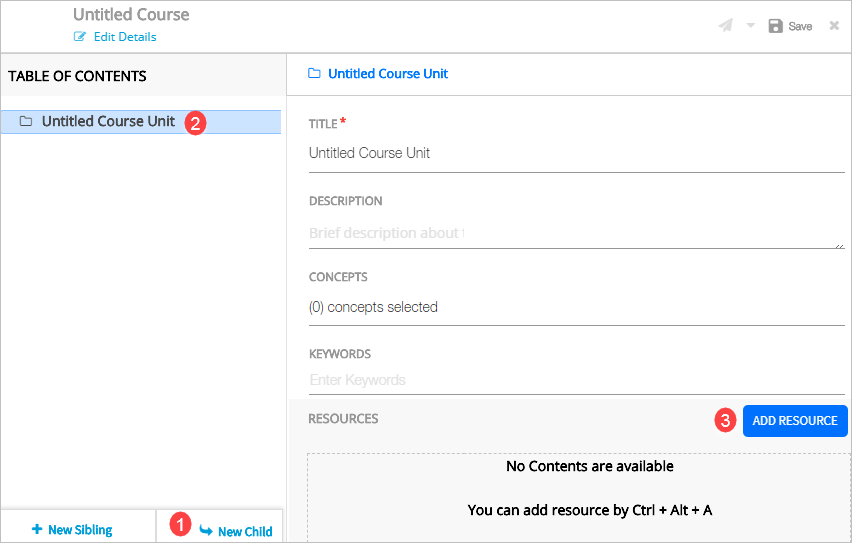 Untitled Course
Edit Details
Save
TABLE OF CONTENTS
Untitled Course Unit 2
Untitled Course Unit
TITLE *
Untitled Course Unit
DESCRIPTION
Brief description about
CONCEPTS
(0) concepts selected
KEYWORDS
Enter Keywords
RESOURCES
3 ADD RESOURCE
No Contents are available
You can add resource by Ctrl + Alt + A
+ New Sibling
1 New Child